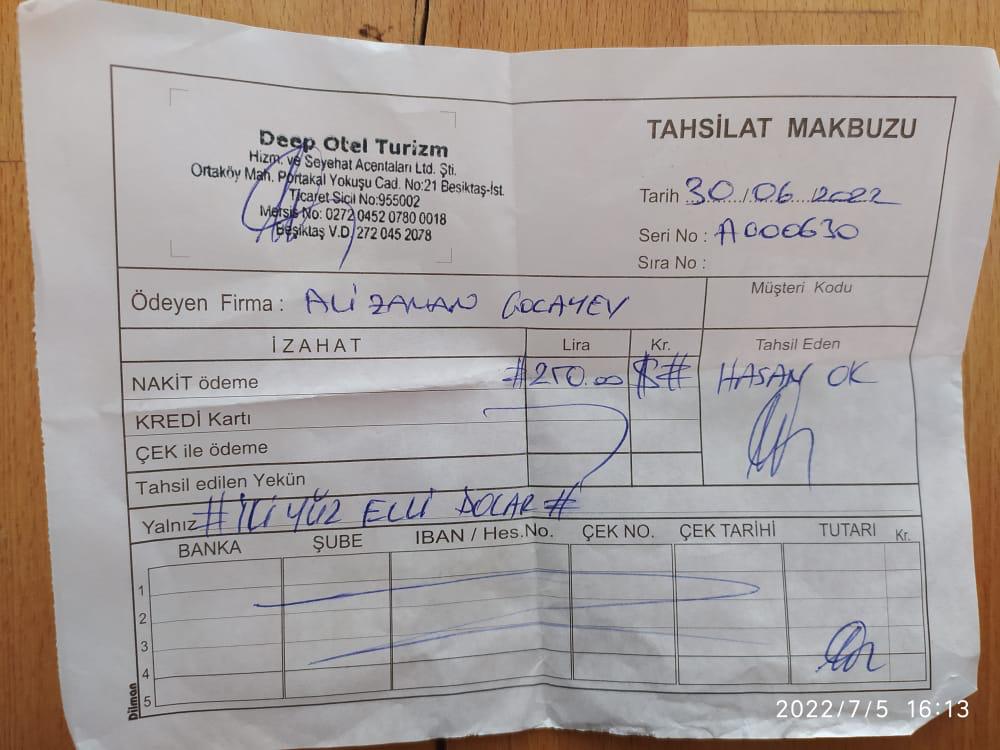 Deep Otel Turizm
Hizm. ve Seyehat Acentaları Ltd. Şti.
Ortaköy Mah. Portakal Yokuşu Cad. No:21 Besiktaş-İst.
Ticaret Sicil No:955002
Mersis No: 0272 0452 0780 0018
Beşiktaş V.D. 272 045 2078
TAHSİLAT MAKBUZU
Tarih 30/06/2022
Seri No : A000630
Sıra No :
Ödeyen Firma : ALİ ZAMAN GOCAYEV
Müşteri Kodu
İZAHAT Lira Kr. Tahsil Eden
NAKİT ödeme #250.00 $# HASAN OK
KREDİ Kartı
ÇEK ile ödeme
Tahsil edilen Yekün
Yalnız #İKİ YÜZ ELLİ DOLAR#
BANKA ŞUBE IBAN / Hes.No. ÇEK NO. ÇEK TARİHİ TUTARI Kr.
1
2
3
4
5
Dilman
2022/7/5 16:13